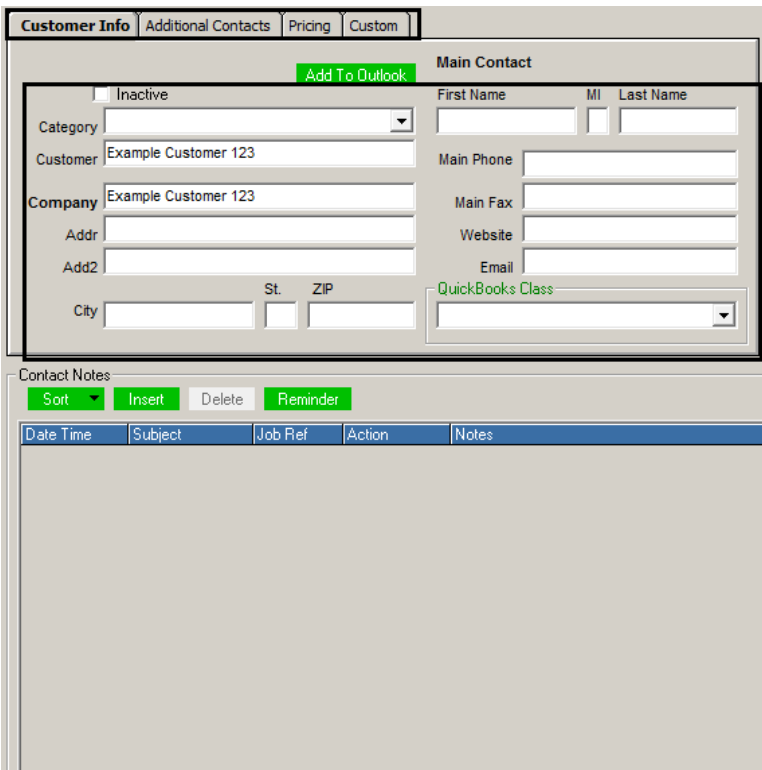 Customer Info Additional Contacts Pricing Custom
Add To Outlook Main Contact
Inactive First Name MI Last Name
Category
Customer Example Customer 123 Main Phone
Company Example Customer 123 Main Fax
Addr Website
Add2 Email
St. ZIP QuickBooks Class
City
Contact Notes
Sort Insert Delete Reminder
Date Time Subject Job Ref Action Notes